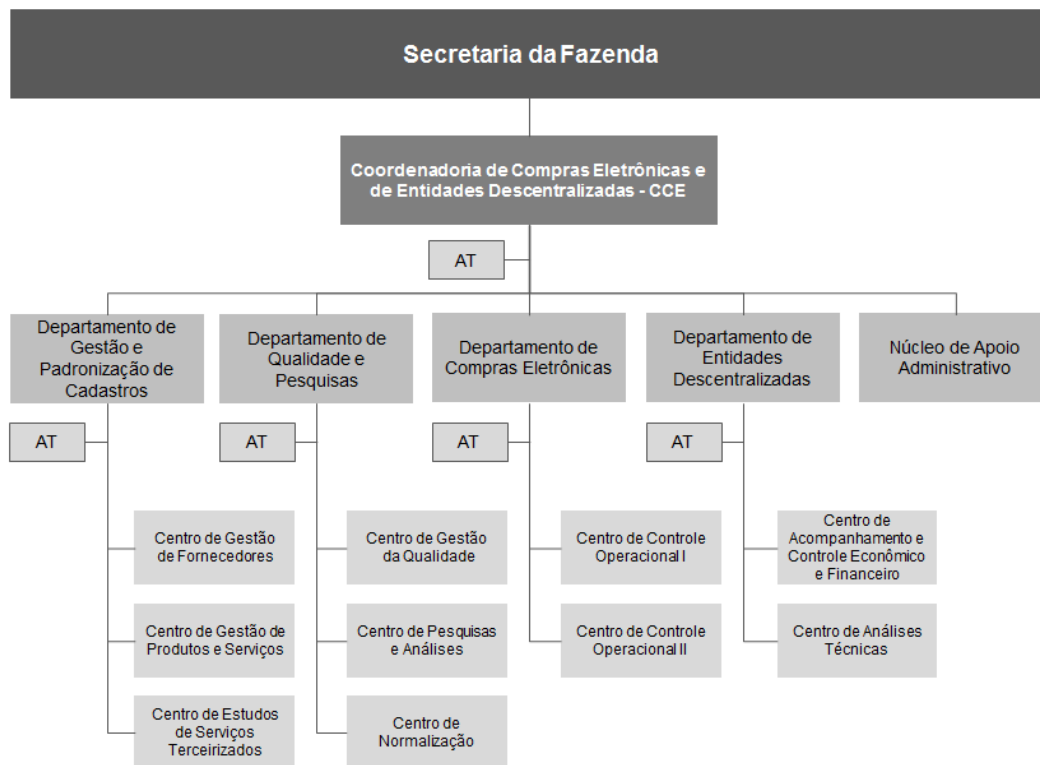 Secretaria da Fazenda
Coordenadoria de Compras Eletrônicas e
de Entidades Descentralizadas - CCE
AT
Departamento de
Gestão e
Padronização de
Cadastros
Departamento de
Qualidade e
Pesquisas
Departamento de
Compras Eletrônicas
Departamento de
Entidades
Descentralizadas
Núcleo de Apoio
Administrativo
AT
AT
AT
AT
Centro de Gestão
de Fornecedores
Centro de Gestão
da Qualidade
Centro de Controle
Operacional I
Centro de
Acompanhamento e
Controle Econômico
e Financeiro
Centro de Gestão de
Produtos e Serviços
Centro de Pesquisas
e Análises
Centro de Controle
Operacional II
Centro de Análises
Técnicas
Centro de Estudos
de Serviços
Terceirizados
Centro de
Normalização